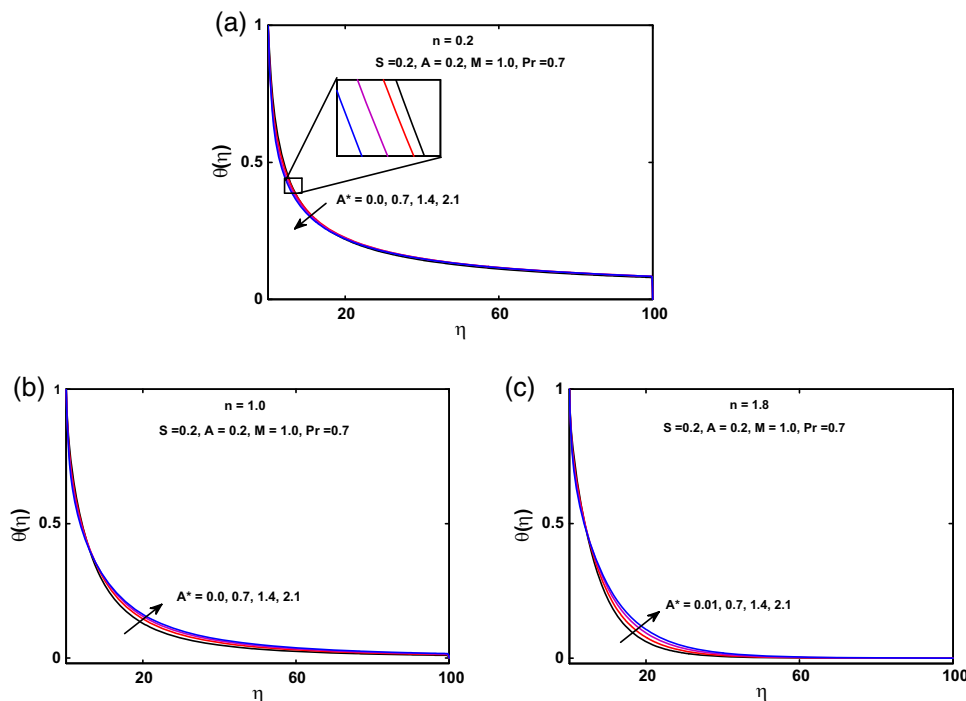 (a)
1
n = 0.2
S =0.2, A = 0.2, M = 1.0, Pr =0.7
θ(η)
0.5
A* = 0.0, 0.7, 1.4, 2.1
0
20
60
100
η
(b)
1
n = 1.0
S =0.2, A = 0.2, M = 1.0, Pr =0.7
θ(η)
0.5
A* = 0.0, 0.7, 1.4, 2.1
0
20
60
100
η
(c)
1
n = 1.8
S =0.2, A = 0.2, M = 1.0, Pr =0.7
θ(η)
0.5
A* = 0.01, 0.7, 1.4, 2.1
0
20
60
100
η